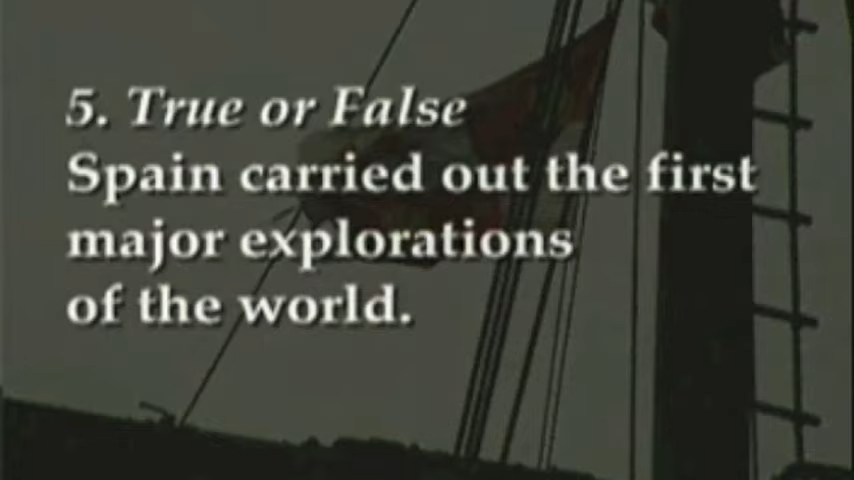 5. True or False
Spain carried out the first
major explorations
of the world.